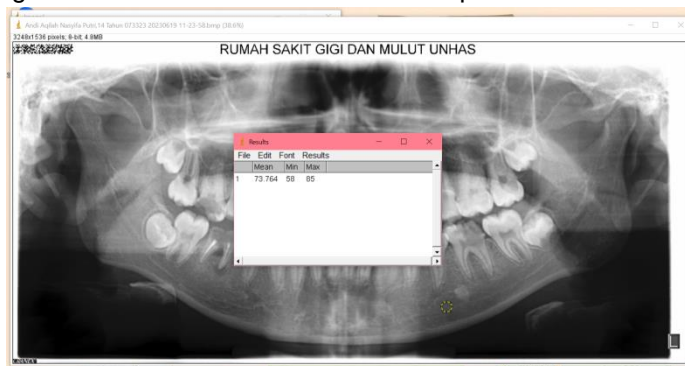 Andi Aqilah Nasyifa Putri,14 Tahun 073323.20230619-11-23-58.bmp (38.6%)
3248x1536 pixels; 8-bit; 4.8MB
RUMAH SAKIT GIGI DAN MULUT UNHAS
Results
File Edit Font Results
Mean Min Max
1 73.764 58 85
L